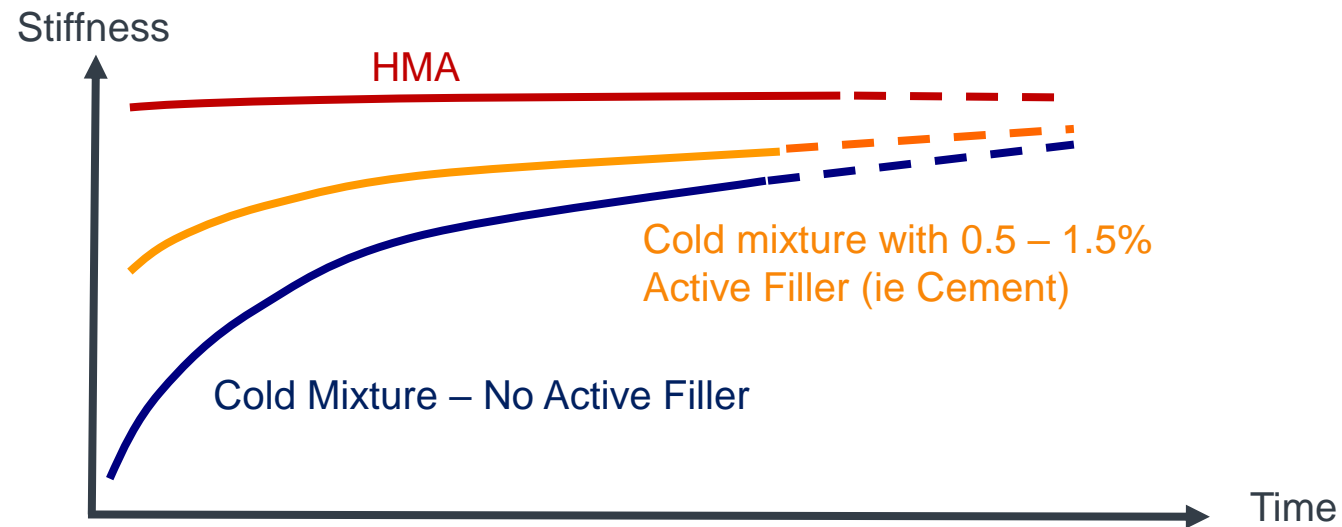 Stiffness
HMA
Cold mixture with 0.5 – 1.5%
Active Filler (ie Cement)
Cold Mixture – No Active Filler
Time